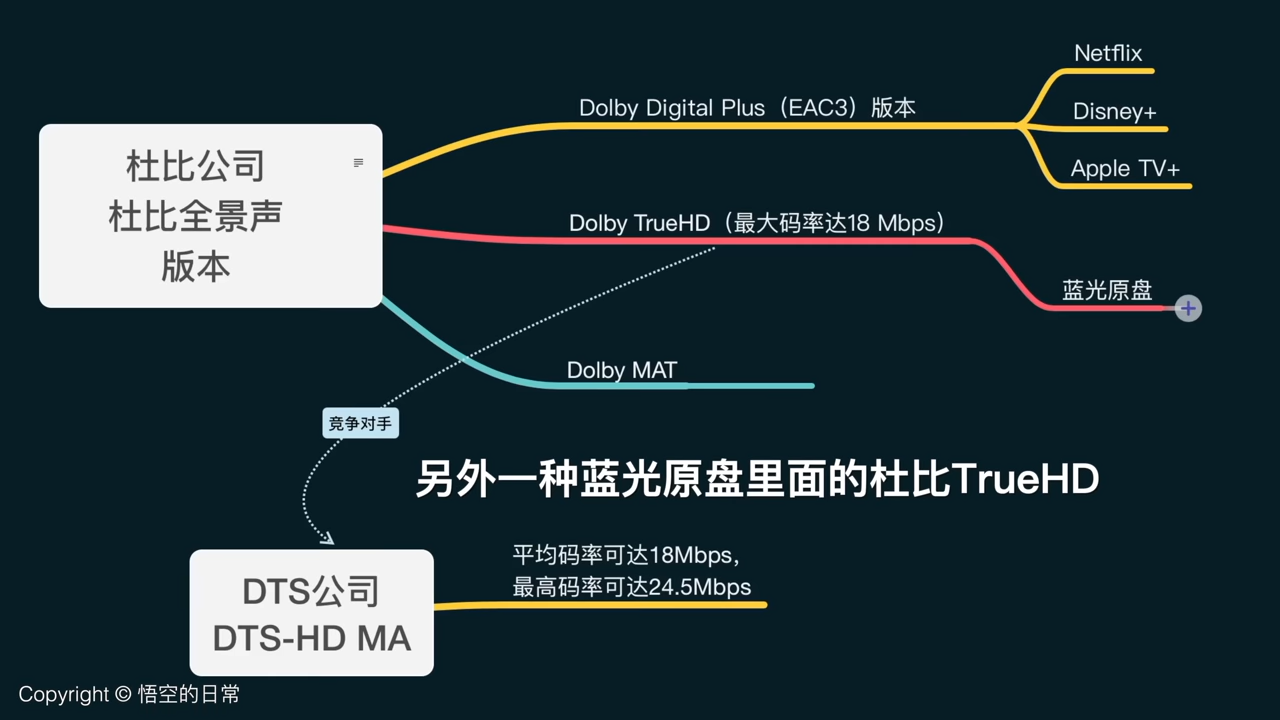 Netflix
Dolby Digital Plus（EAC3）版本
Disney+
Apple TV+
杜比公司
杜比全景声
版本
Dolby TrueHD（最大码率达18 Mbps）
蓝光原盘
Dolby MAT
竞争对手
另外一种蓝光原盘里面的杜比TrueHD
平均码率可达18Mbps，
最高码率可达24.5Mbps
DTS公司
DTS-HD MA
Copyright © 悟空的日常